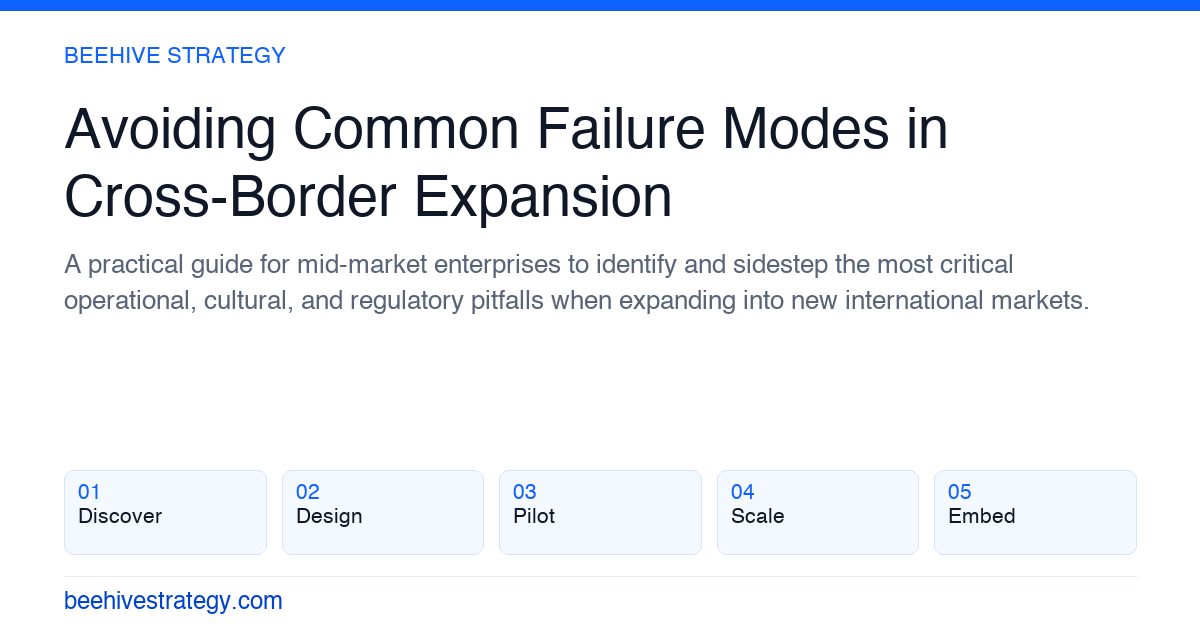 BEEHIVE STRATEGY
Avoiding Common Failure Modes in
Cross-Border Expansion
A practical guide for mid-market enterprises to identify and sidestep the most critical
operational, cultural, and regulatory pitfalls when expanding into new international markets.
01
Discover
02
Design
03
Pilot
04
Scale
05
Embed
beehivestrategy.com